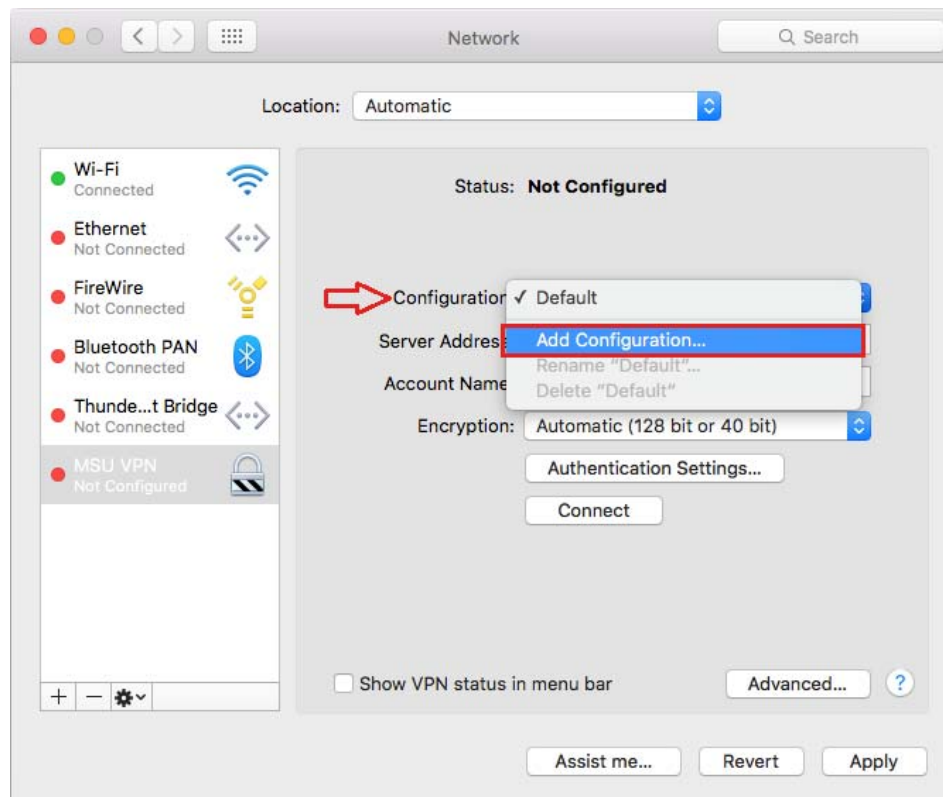 Network
Search
Location: Automatic
Wi-Fi
Connected
Ethernet
Not Connected
FireWire
Not Connected
Bluetooth PAN
Not Connected
Thunde...t Bridge
Not Connected
MSU VPN
Not Configured
Status: Not Configured
Configuration ✓ Default
Add Configuration...
Server Address
Rename “Default”...
Account Name
Delete “Default”
Encryption: Automatic (128 bit or 40 bit)
Authentication Settings...
Connect
Show VPN status in menu bar
Advanced... ?
Assist me... Revert Apply